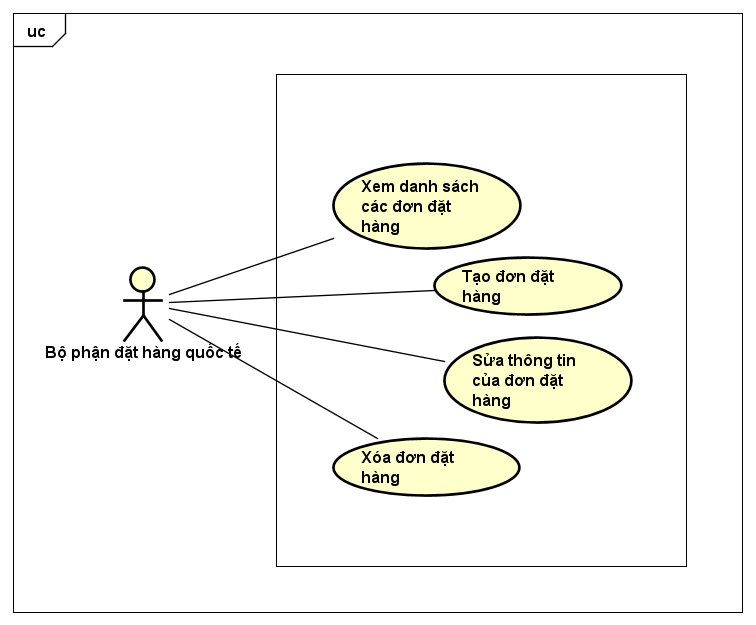 uc
Xem danh sách
các đơn đặt
hàng
Tạo đơn đặt
hàng
Bộ phận đặt hàng quốc tế
Sửa thông tin
của đơn đặt
hàng
Xóa đơn đặt
hàng